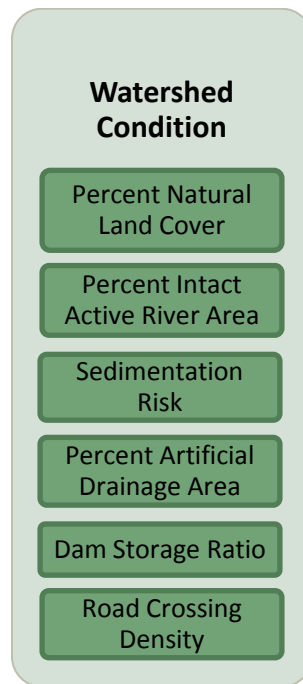 Watershed
Condition
Percent Natural
Land Cover
Percent Intact
Active River Area
Sedimentation
Risk
Percent Artificial
Drainage Area
Dam Storage Ratio
Road Crossing
Density